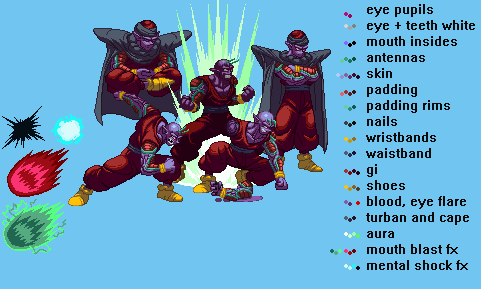 eye pupils
eye + teeth white
mouth insides
antennas
skin
padding
padding rims
nails
wristbands
waistband
gi
shoes
blood, eye flare
turban and cape
aura
mouth blast fx
mental shock fx